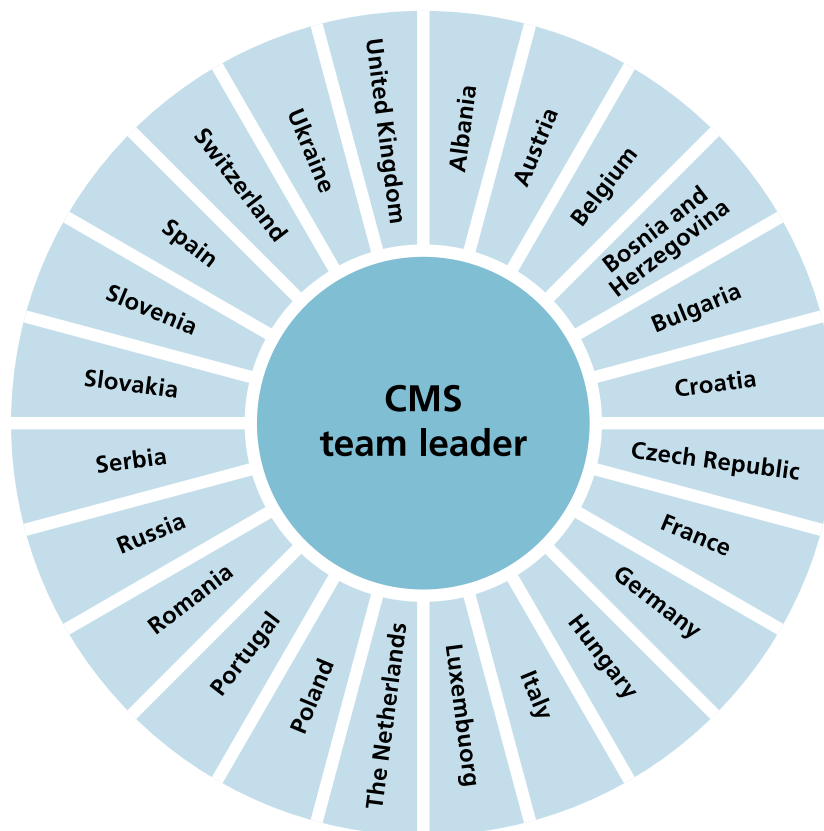 CMS
team leader
Albania
Austria
Belgium
Bosnia and
Herzegovina
Bulgaria
Croatia
Czech Republic
France
Germany
Hungary
Italy
Luxembuorg
The Netherlands
Poland
Portugal
Romania
Russia
Serbia
Slovakia
Slovenia
Spain
Switzerland
Ukraine
United Kingdom